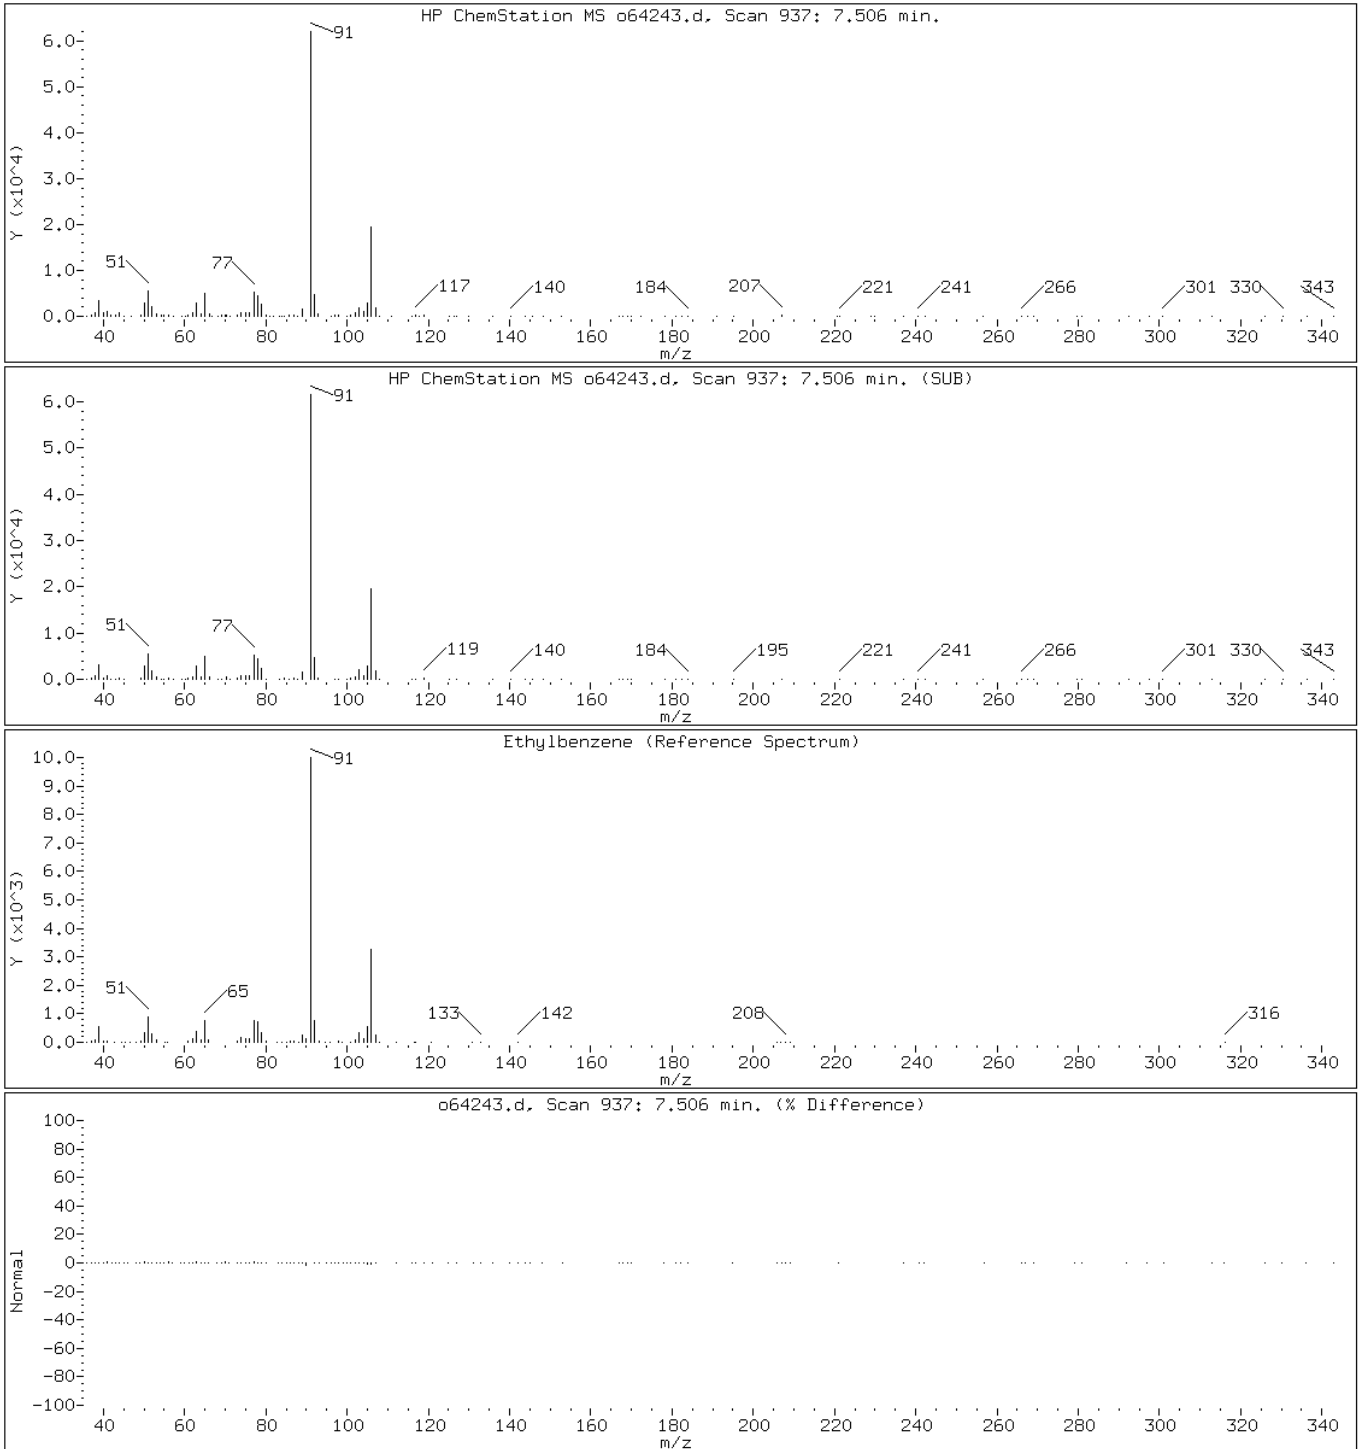 HP ChemStation MS o64243.d, Scan 937: 7.506 min.
Y (x10^4)
6.0
5.0
4.0
3.0
2.0
1.0
0.0
91
51 77 117 140 184 207 221 241 266 301 330 343
40 60 80 100 120 140 160 180 200 220 240 260 280 300 320 340
m/z
HP ChemStation MS o64243.d, Scan 937: 7.506 min. (SUB)
Y (x10^4)
6.0
5.0
4.0
3.0
2.0
1.0
0.0
91
51 77 119 140 184 195 221 241 266 301 330 343
40 60 80 100 120 140 160 180 200 220 240 260 280 300 320 340
m/z
Ethylbenzene (Reference Spectrum)
Y (x10^3)
10.0
9.0
8.0
7.0
6.0
5.0
4.0
3.0
2.0
1.0
0.0
91
51 65 133 142 208 316
40 60 80 100 120 140 160 180 200 220 240 260 280 300 320 340
m/z
o64243.d, Scan 937: 7.506 min. (% Difference)
Normal
100
80
60
40
20
0
-20
-40
-60
-80
-100
40 60 80 100 120 140 160 180 200 220 240 260 280 300 320 340
m/z